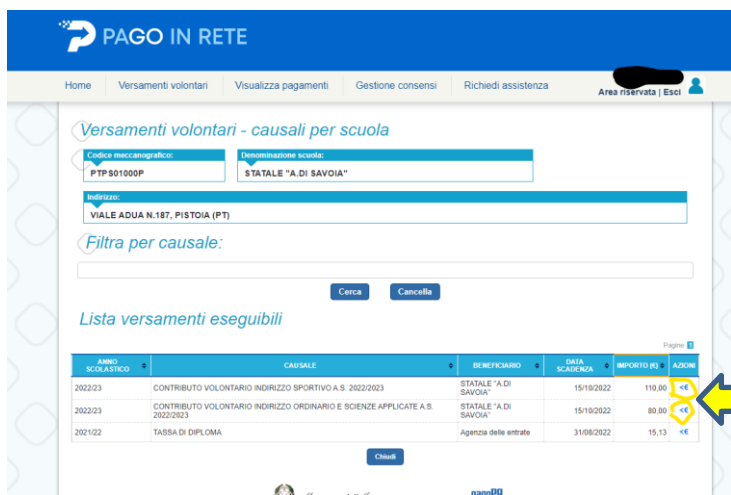 PAGO IN RETE
Home Versamenti volontari Visualizza pagamenti Gestione consensi Richiedi assistenza Area riservata | Esci
Versamenti volontari - causali per scuola
Codice meccanografico: Denominazione scuola:
PTPS01000P STATALE "A.DI SAVOIA"
Indirizzo:
VIALE ADUA N.187, PISTOIA (PT)
Filtra per causale:
Cerca Cancella
Lista versamenti eseguibili
Pagine 1
ANNO SCOLASTICO CAUSALE BENEFICIARIO DATA SCADENZA IMPORTO (€) AZIONI
2022/23 CONTRIBUTO VOLONTARIO INDIRIZZO SPORTIVO A.S. 2022/2023 STATALE "A.DI SAVOIA" 15/10/2022 110,00 <€
2022/23 CONTRIBUTO VOLONTARIO INDIRIZZO ORDINARIO E SCIENZE APPLICATE A.S. 2022/2023 STATALE "A.DI SAVOIA" 15/10/2022 80,00 <€
2021/22 TASSA DI DIPLOMA Agenzia delle entrate 31/08/2022 15,13 <€
Chiudi